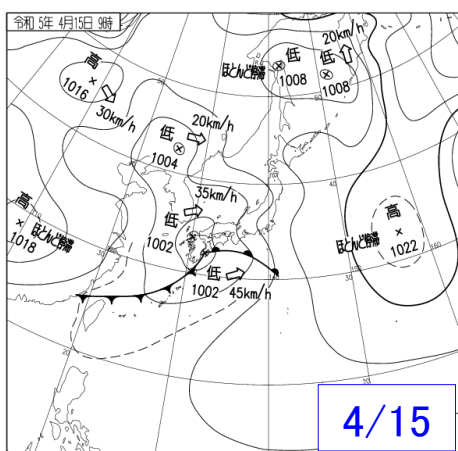 令和 5年 4月15日 9時
20km/h
高
低
低
1016
ほとんど停滞
1008
1008
30km/h
20km/h
低
1004
35km/h
高
高
ほとんど停滞
1018
低
1002
ほとんど停滞
1022
低
1002
45km/h
4/15